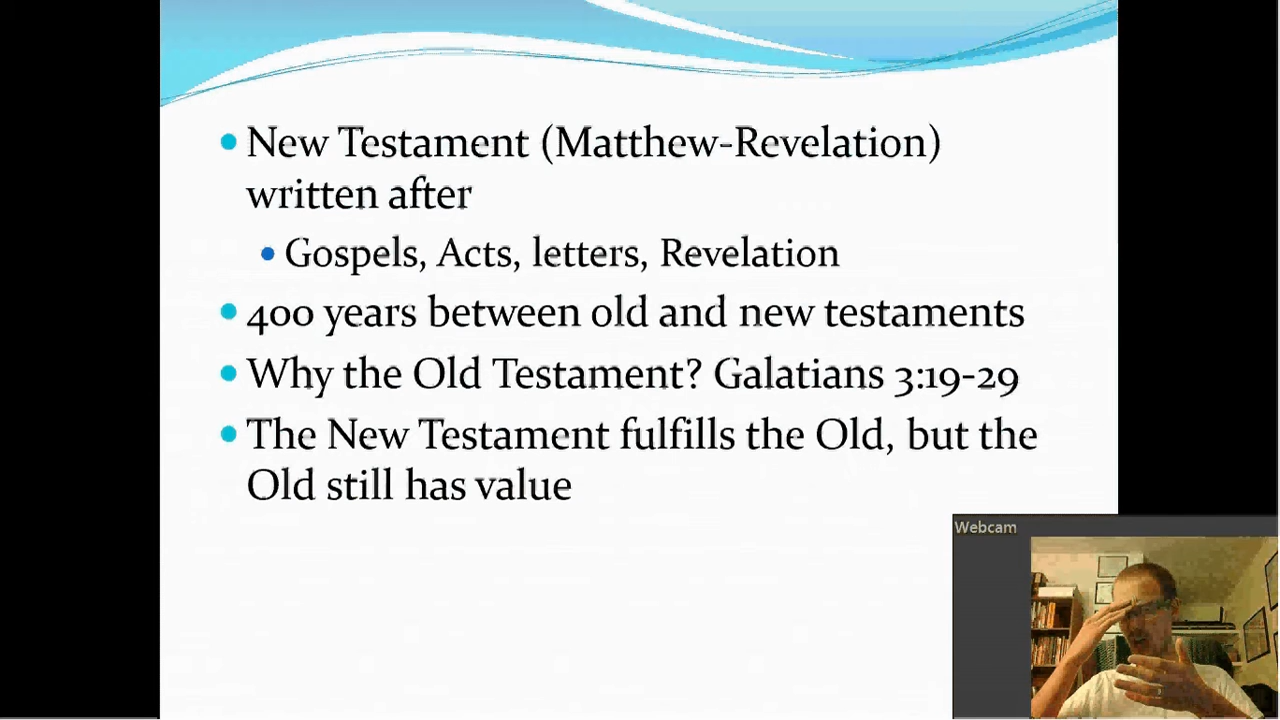 New Testament (Matthew-Revelation)
written after
Gospels, Acts, letters, Revelation
400 years between old and new testaments
Why the Old Testament? Galatians 3:19-29
The New Testament fulfills the Old, but the
Old still has value
Webcam